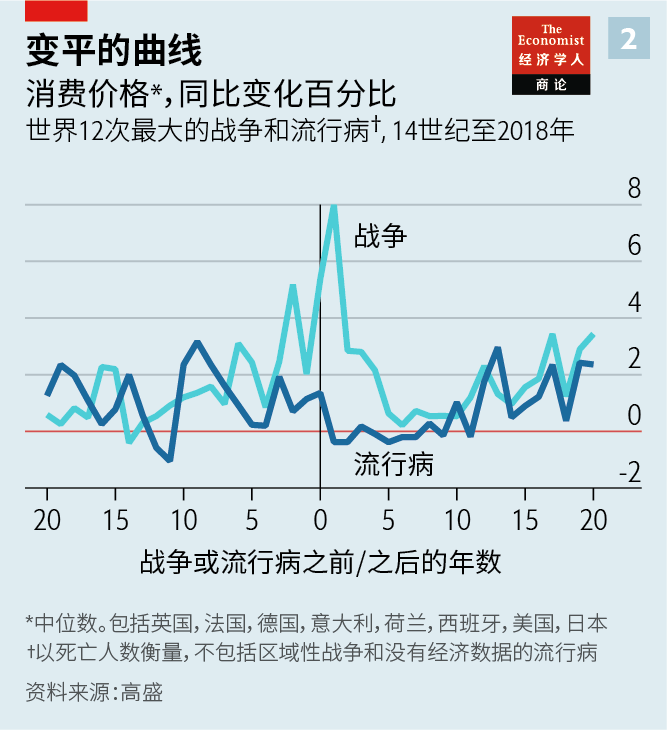 变平的曲线
The
Economist
经济学人
商论
2
消费价格*，同比变化百分比
世界12次最大的战争和流行病†, 14世纪至2018年
8
战争
6
4
2
0
流行病
-2
20 15 10 5 0 5 10 15 20
战争或流行病之前/之后的年数
*中位数。包括英国，法国，德国，意大利，荷兰，西班牙，美国，日本
†以死亡人数衡量，不包括区域性战争和没有经济数据的流行病
资料来源：高盛